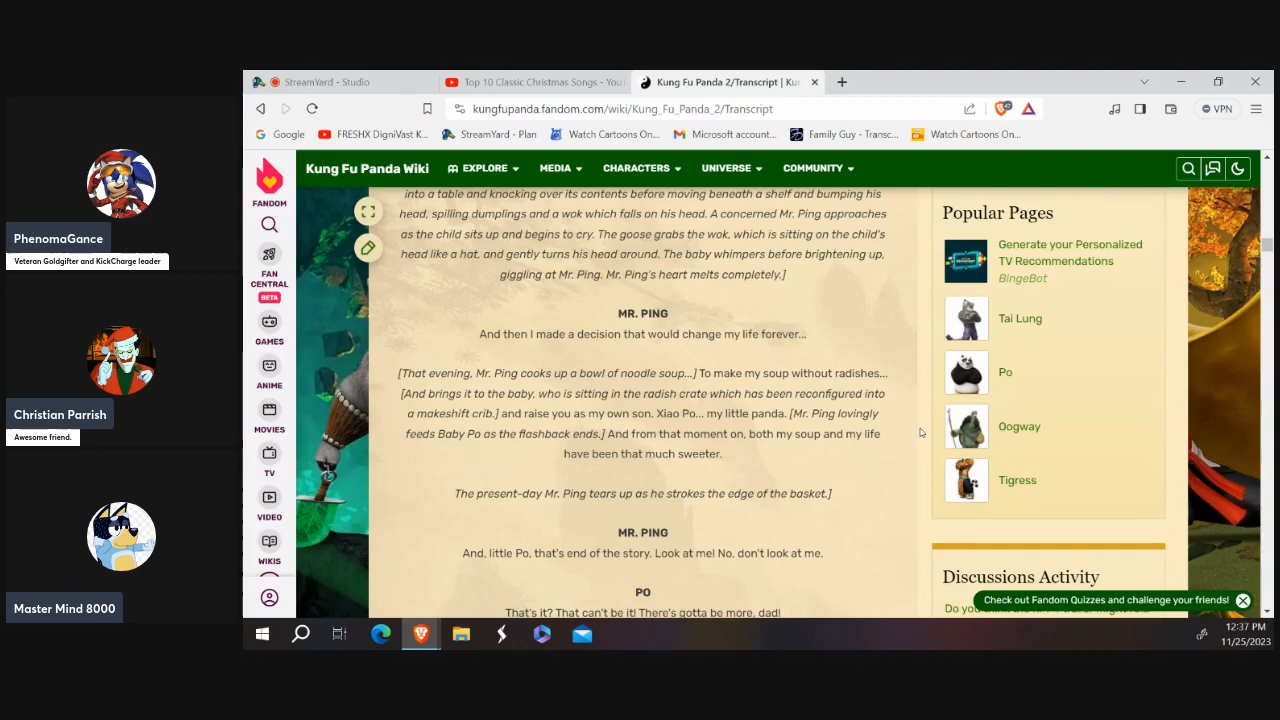 PhenomaGance
Veteran Goldgifter and KickCharge leader
Christian Parrish
Awesome friend.
Master Mind 8000
StreamYard - Studio
Top 10 Classic Christmas Songs - You
Kung Fu Panda 2/Transcript | Ku
kungfupanda.fandom.com/wiki/Kung_Fu_Panda_2/Transcript
VPN
Google
FRESHX DigniVast K...
StreamYard - Plan
Watch Cartoons On...
Microsoft account...
Family Guy - Transc...
Watch Cartoons On...
FANDOM
FAN
CENTRAL
BETA
GAMES
ANIME
MOVIES
TV
VIDEO
WIKIS
Kung Fu Panda Wiki
EXPLORE
MEDIA
CHARACTERS
UNIVERSE
COMMUNITY
into a table and knocking over its contents before moving beneath a shelf and bumping his
head, spilling dumplings and a wok which falls on his head. A concerned Mr. Ping approaches
as the child sits up and begins to cry. The goose grabs the wok, which is sitting on the child's
head like a hat, and gently turns his head around. The baby whimpers before brightening up,
giggling at Mr. Ping. Mr. Ping's heart melts completely.]
MR. PING
And then I made a decision that would change my life forever...
[That evening, Mr. Ping cooks up a bowl of noodle soup...] To make my soup without radishes...
[And brings it to the baby, who is sitting in the radish crate which has been reconfigured into
a makeshift crib.] and raise you as my own son. Xiao Po... my little panda. [Mr. Ping lovingly
feeds Baby Po as the flashback ends.] And from that moment on, both my soup and my life
have been that much sweeter.
The present-day Mr. Ping tears up as he strokes the edge of the basket.]
MR. PING
And, little Po, that's end of the story. Look at me! No, don't look at me.
PO
That's it? That can't be it! There's gotta be more, dad!
Popular Pages
Generate your Personalized
TV Recommendations
BingeBot
Tai Lung
Po
Oogway
Tigress
Discussions Activity
Check out Fandom Quizzes and challenge your friends!
12:37 PM
11/25/2023